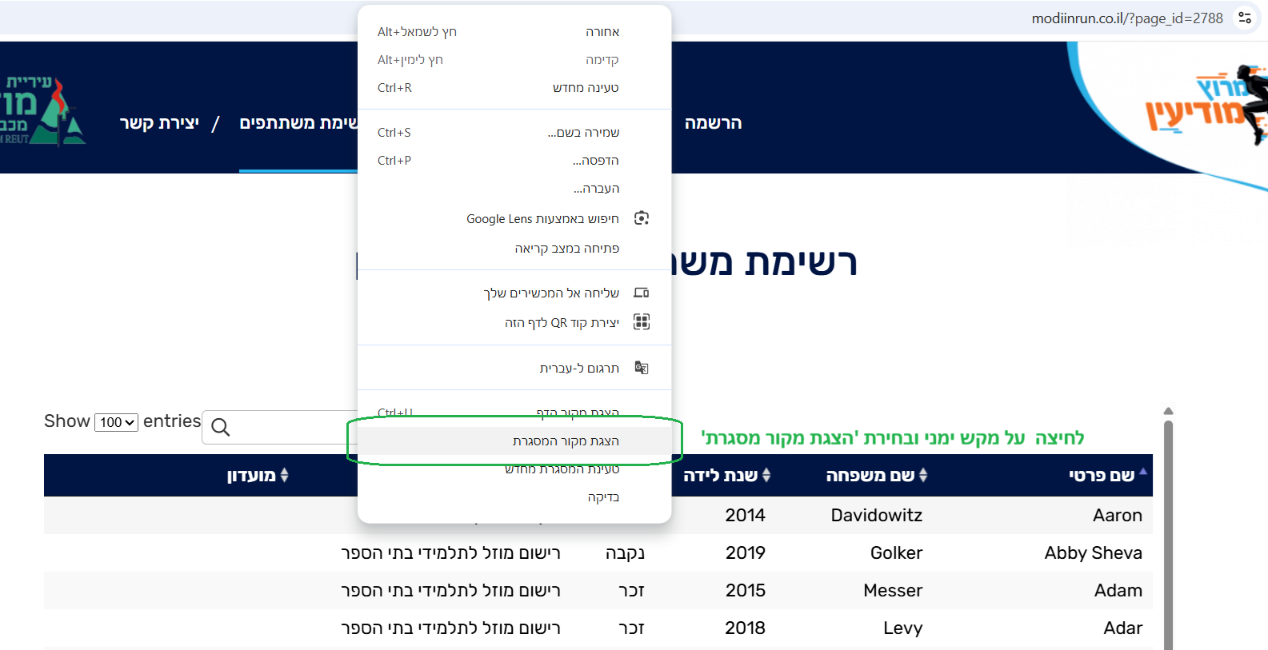 modiinrun.co.il/?page_id=2788
עיריית
REUT
מרוץ
מודיעין
הרשמה
שימת משתתפים
/
יצירת קשר
אחורה Alt+חץ לשמאל
קדימה Alt+חץ לימין
טעינה מחדש Ctrl+R
שמירה בשם... Ctrl+S
הדפסה... Ctrl+P
העברה...
חיפוש באמצעות Google Lens
פתיחה במצב קריאה
שליחה אל המכשירים שלך
יצירת קוד QR לדף הזה
תרגום ל-עברית
הצגת מקור הדף Ctrl+U
הצגת מקור המסגרת
טעינת המסגרת מחדש
בדיקה
רשימת מש
Show 100 entries
לחיצה על מקש ימני ובחירת 'הצגת מקור מסגרת'
שם פרטי שם משפחה שנת לידה מועדון
Aaron Davidowitz 2014
Abby Sheva Golker 2019 נקבה רישום מוזל לתלמידי בתי הספר
Adam Messer 2015 זכר רישום מוזל לתלמידי בתי הספר
Adar Levy 2018 זכר רישום מוזל לתלמידי בתי הספר